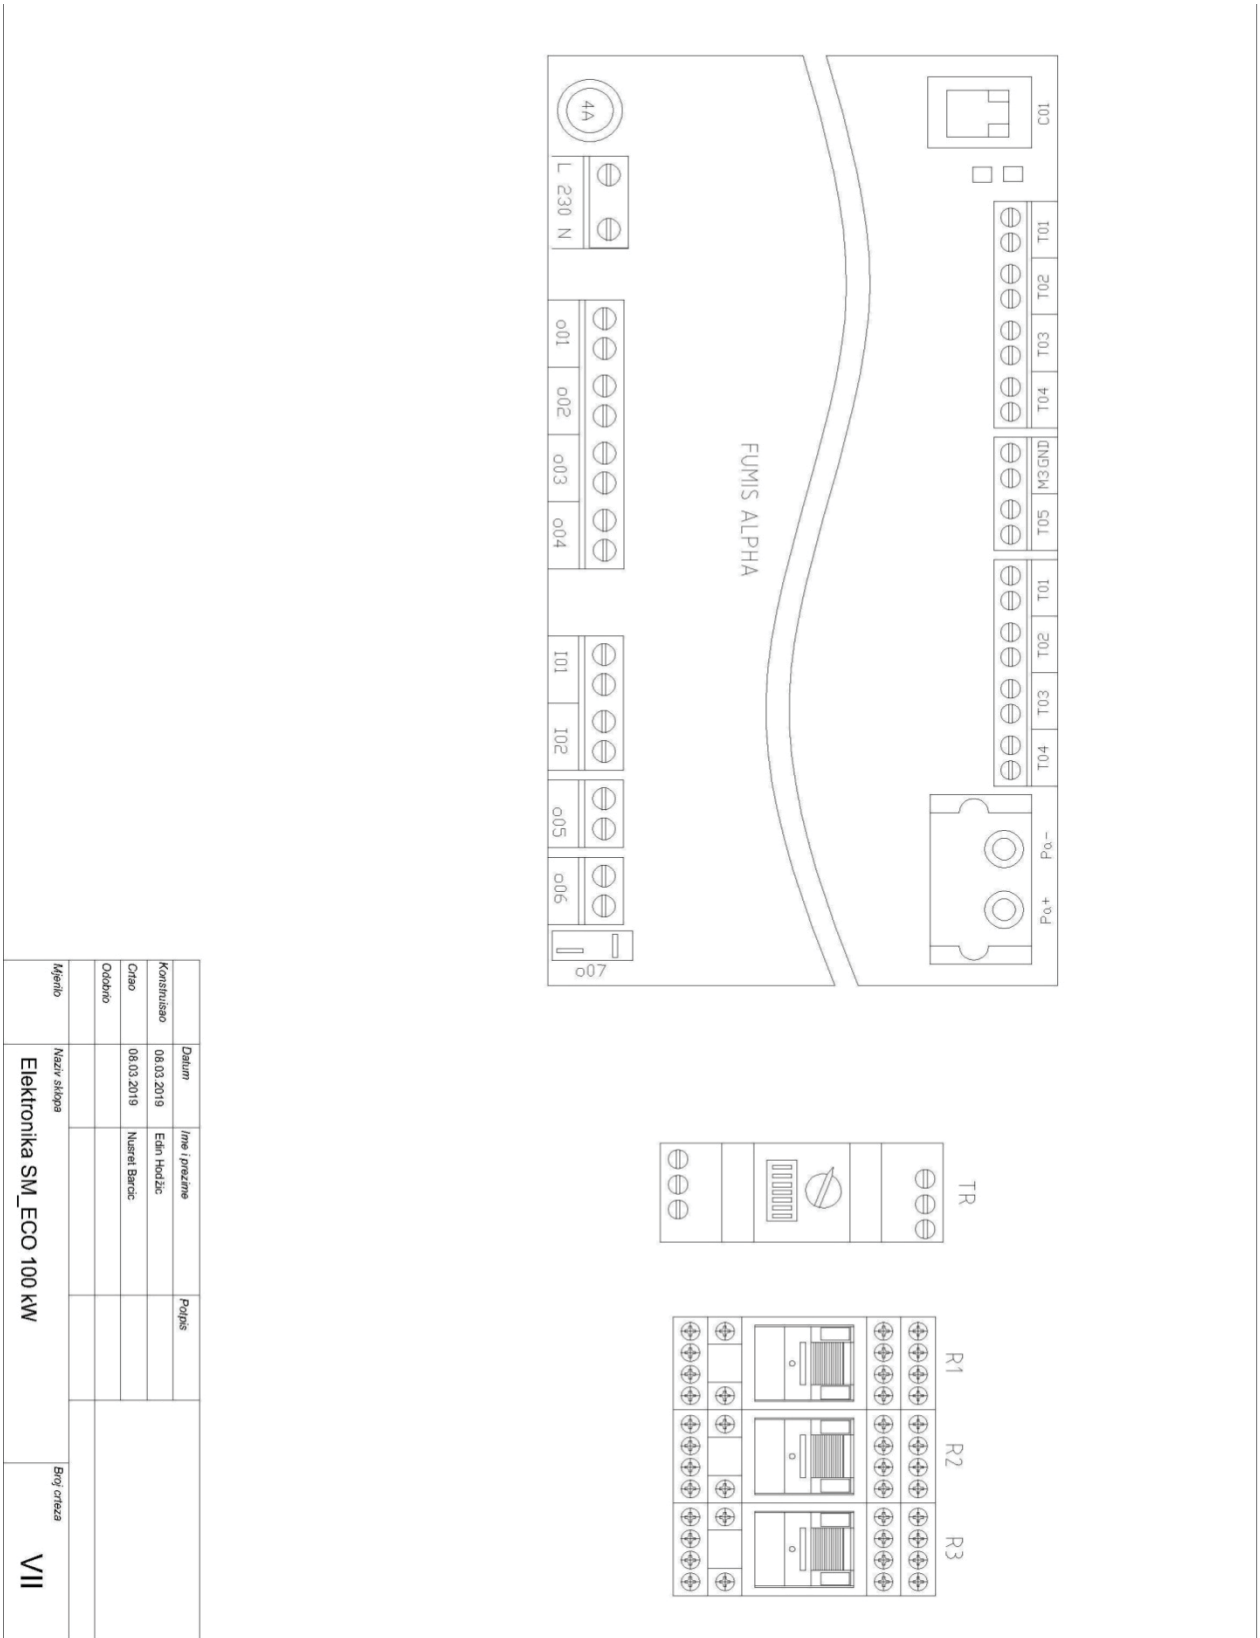 C01
T01
T02
T03
T04
M3GND
T05
T01
T02
T03
T04
Pa-
Pa+
FUMIS ALPHA
4A
L 230 N
o01
o02
o03
o04
I01
I02
o05
o06
o07
TR
R1
R2
R3
Datum Ime i prezime Potpis
Konstruisao 08.03.2019 Edin Hodžic
Crtao 08.03.2019 Nusret Barcic
Odobrio
Mjerilo Naziv sklopa Broj crteza
Elektronika SM_ECO 100 kW VII